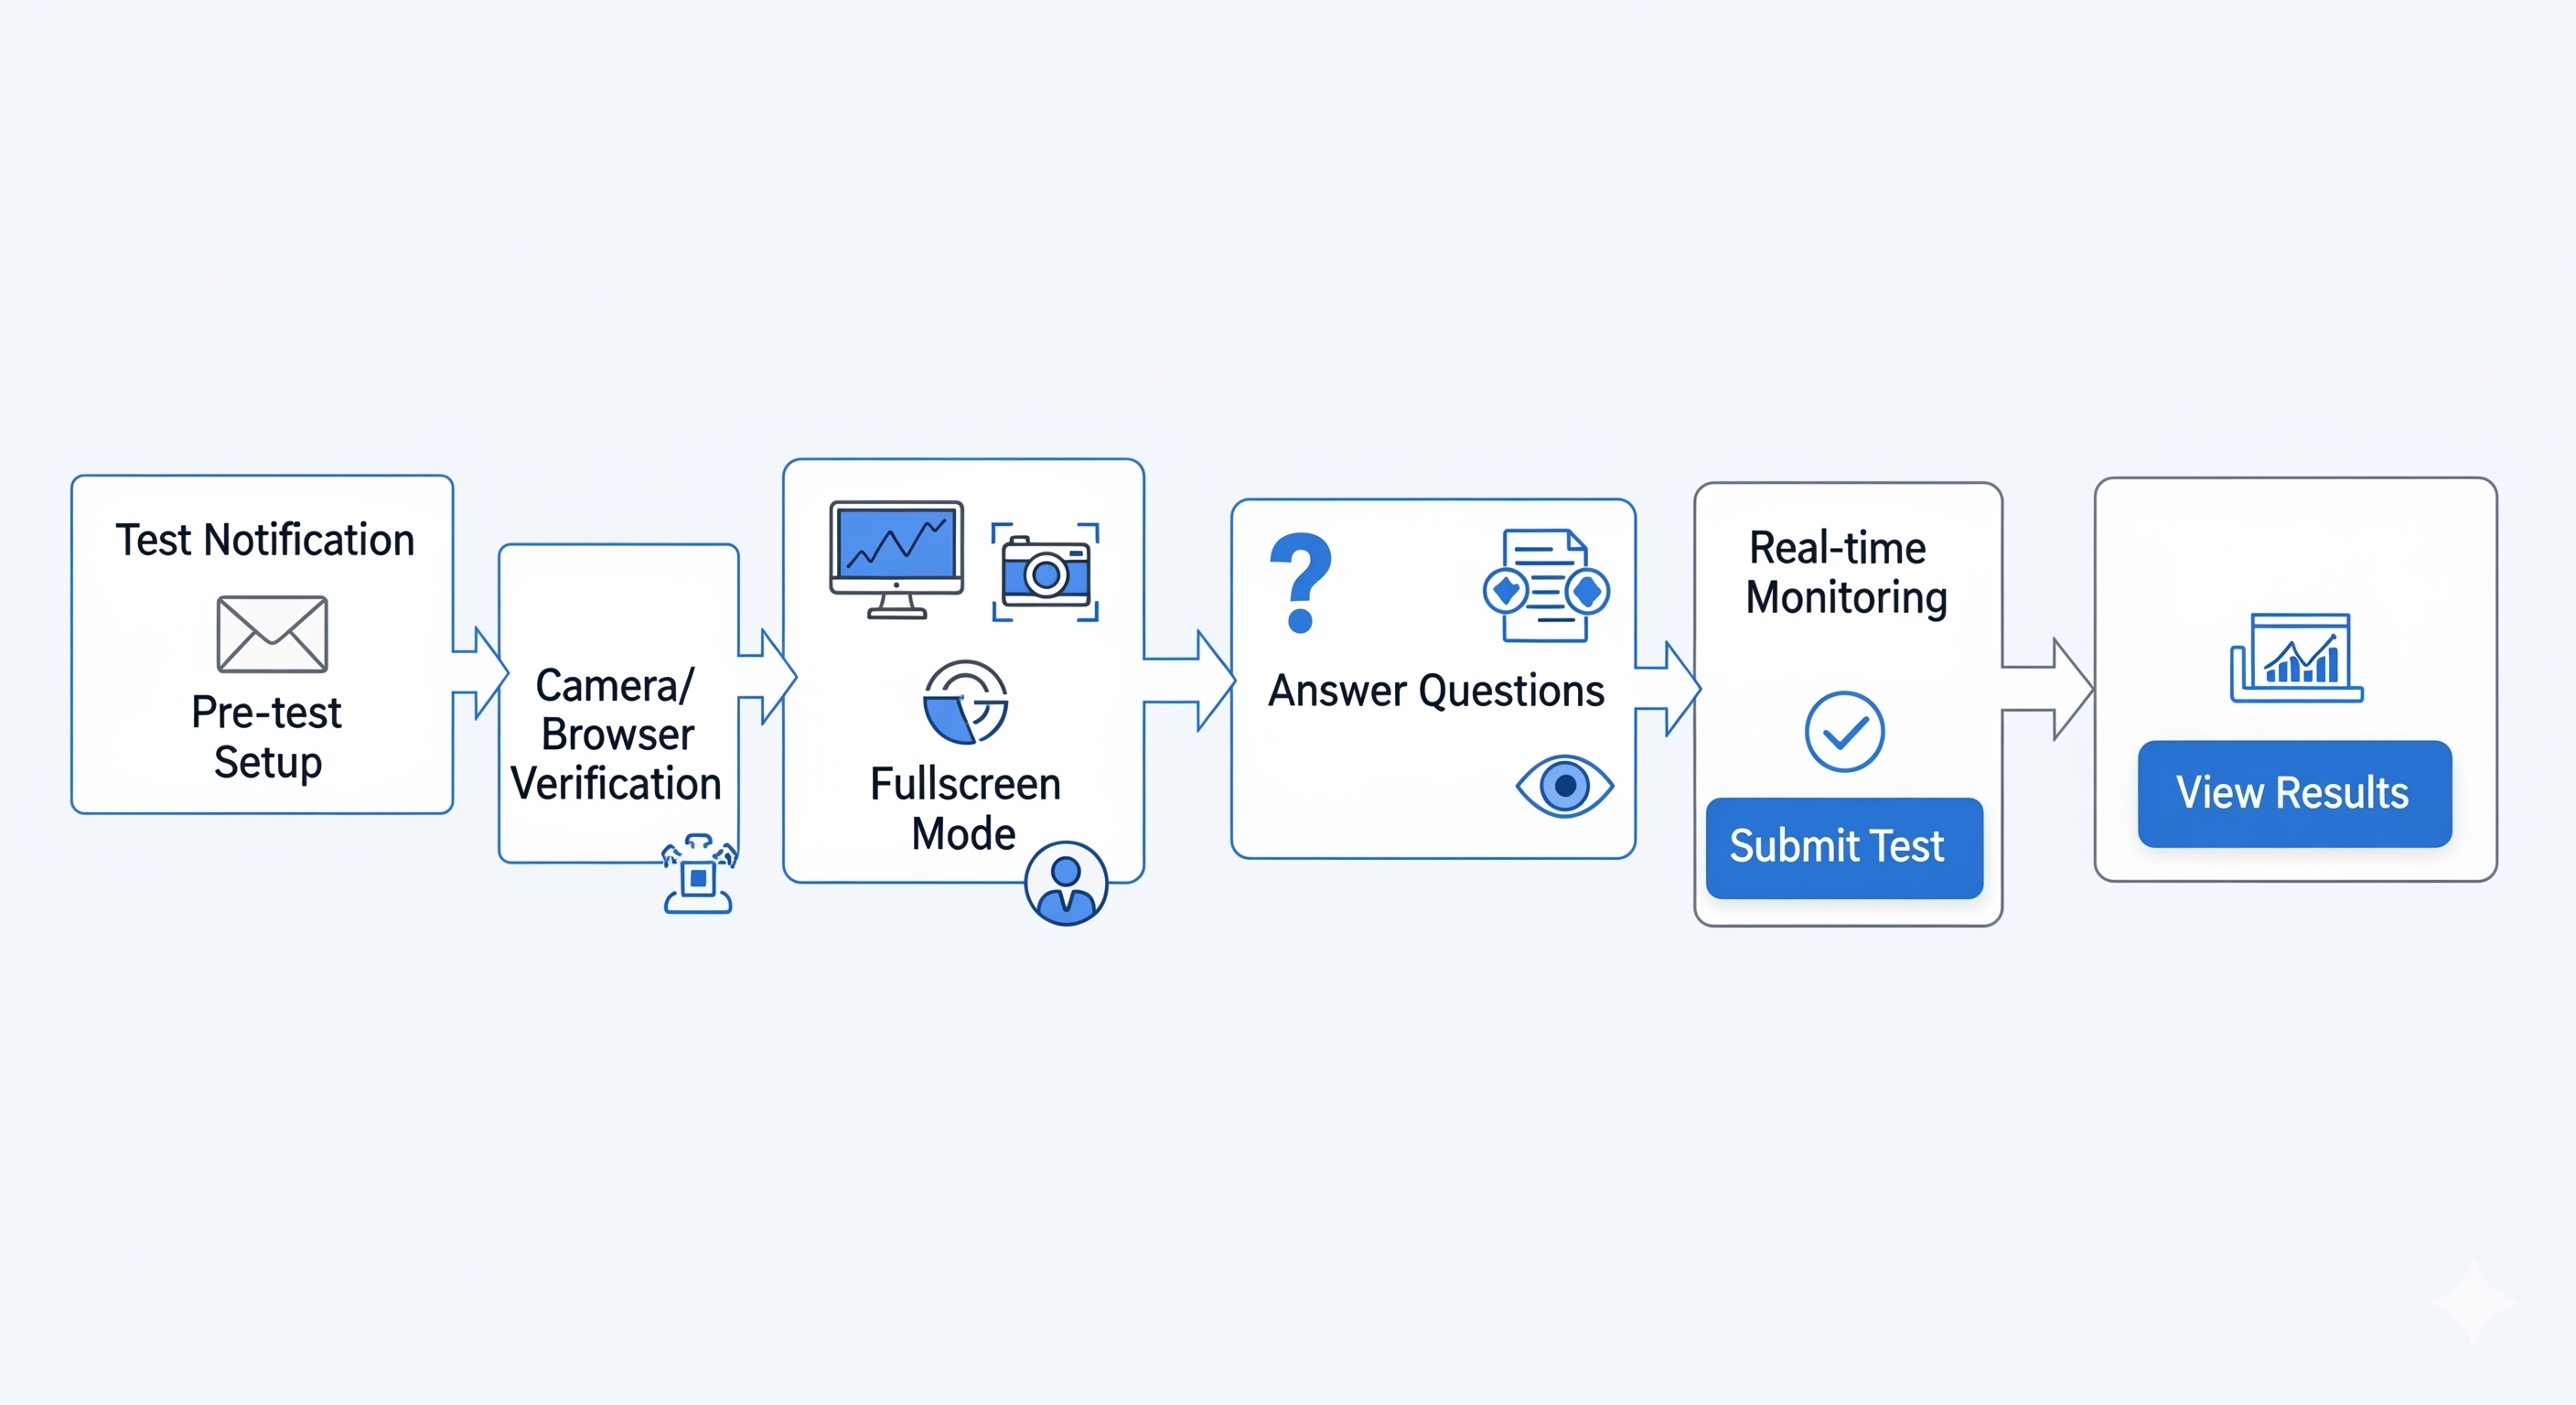 Test Notification
Pre-test
Setup
Camera/
Browser
Verification
Fullscreen
Mode
Answer Questions
Real-time
Monitoring
Submit Test
View Results